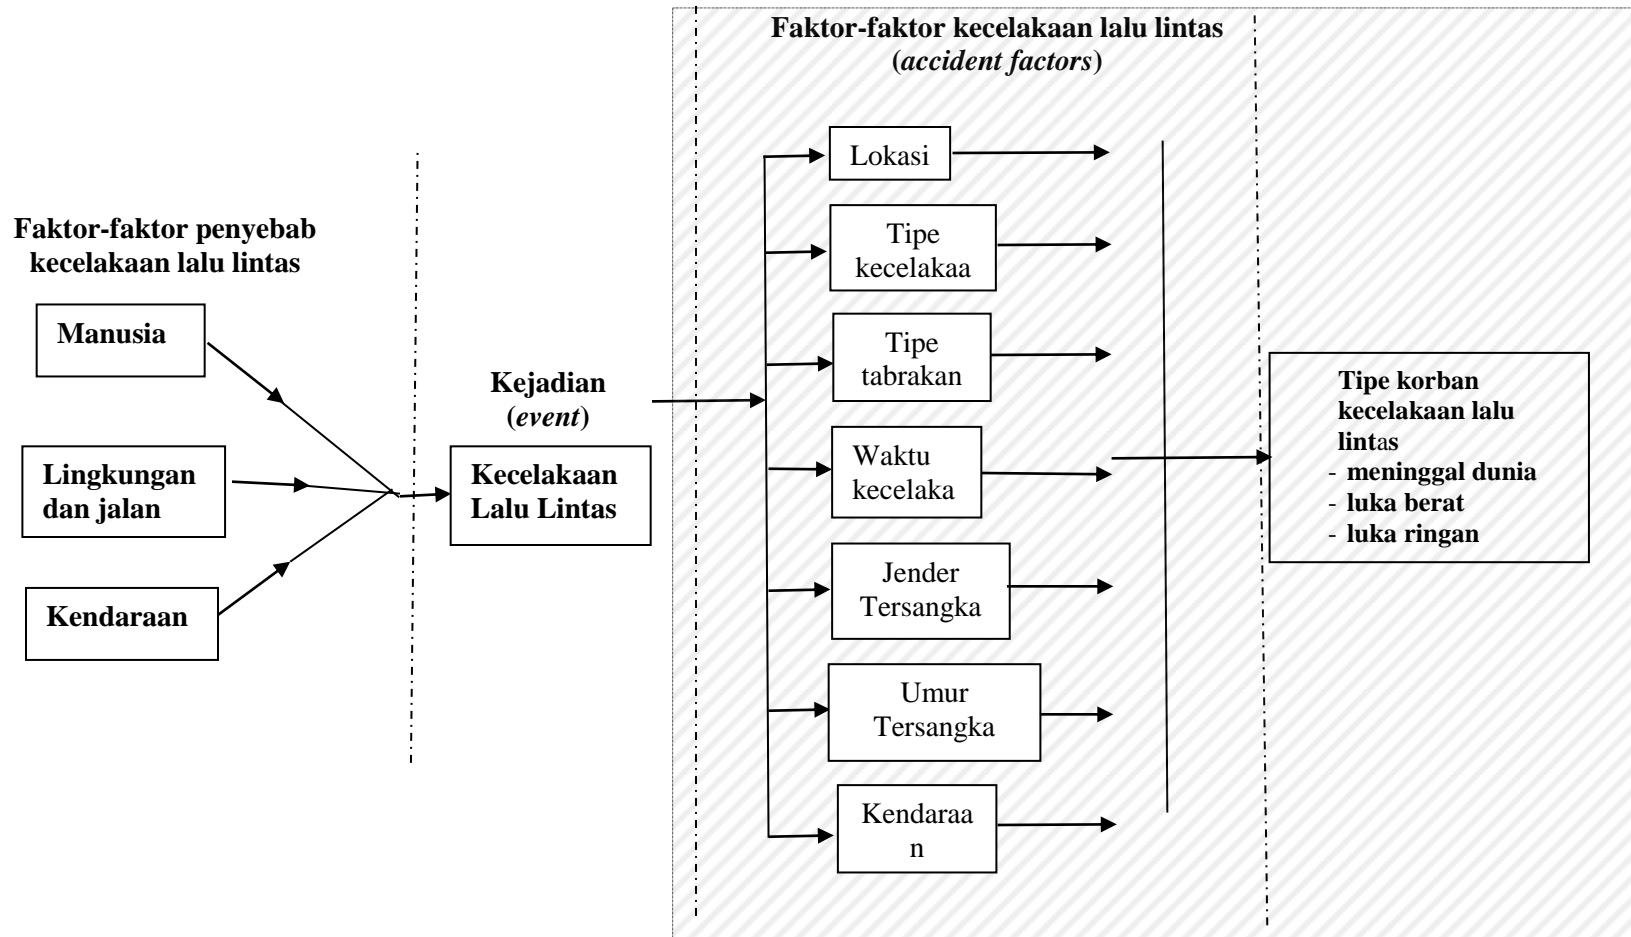 Faktor-faktor penyebab
kecelakaan lalu lintas
Manusia
Lingkungan
dan jalan
Kendaraan
Kejadian
(event)
Kecelakaan
Lalu Lintas
Faktor-faktor kecelakaan lalu lintas
(accident factors)
Lokasi
Tipe
kecelakaa
Tipe
tabrakan
Waktu
kecelaka
Jender
Tersangka
Umur
Tersangka
Kendaraa
n
Tipe korban
kecelakaan lalu
lintas
- meninggal dunia
- luka berat
- luka ringan